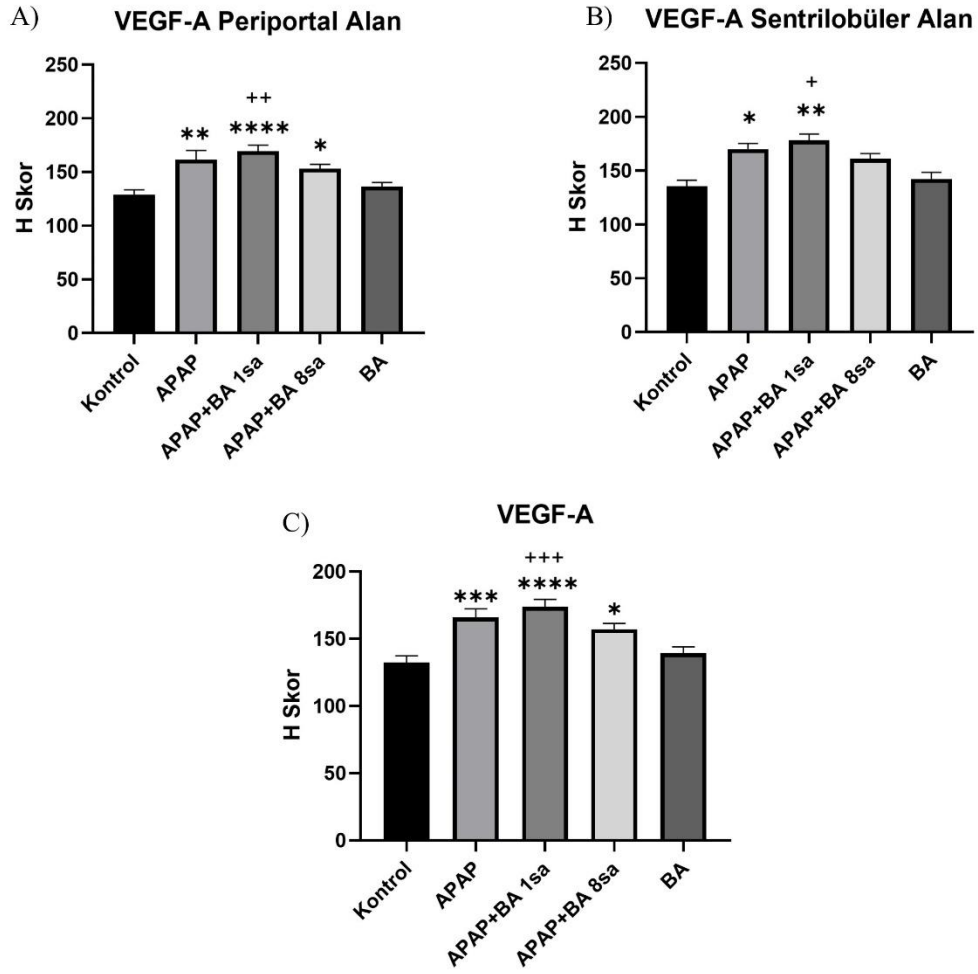 A)
VEGF-A Periportal Alan
H Skor
250
200
150
100
50
0
**
++
****
*
Kontrol
APAP
APAP+BA 1sa
APAP+BA 8sa
BA
B)
VEGF-A Sentrilobüler Alan
H Skor
250
200
150
100
50
0
*
+
**
Kontrol
APAP
APAP+BA 1sa
APAP+BA 8sa
BA
C)
VEGF-A
H Skor
200
150
100
50
0
***
+++
****
*
Kontrol
APAP
APAP+BA 1sa
APAP+BA 8sa
BA